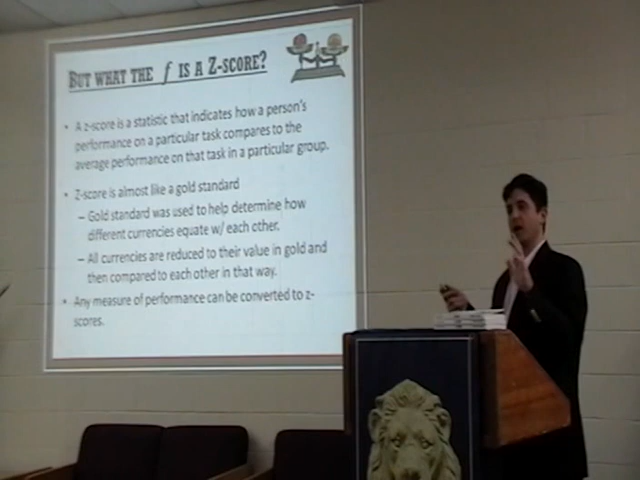 BUT WHAT THE f IS A Z-SCORE?
• A z-score is a statistic that indicates how a person's
performance on a particular task compares to the
average performance on that task in a particular group.
• Z-score is almost like a gold standard
– Gold standard was used to help determine how
different currencies equate w/ each other.
– All currencies are reduced to their value in gold and
then compared to each other in that way.
• Any measure of performance can be converted to z-
scores.